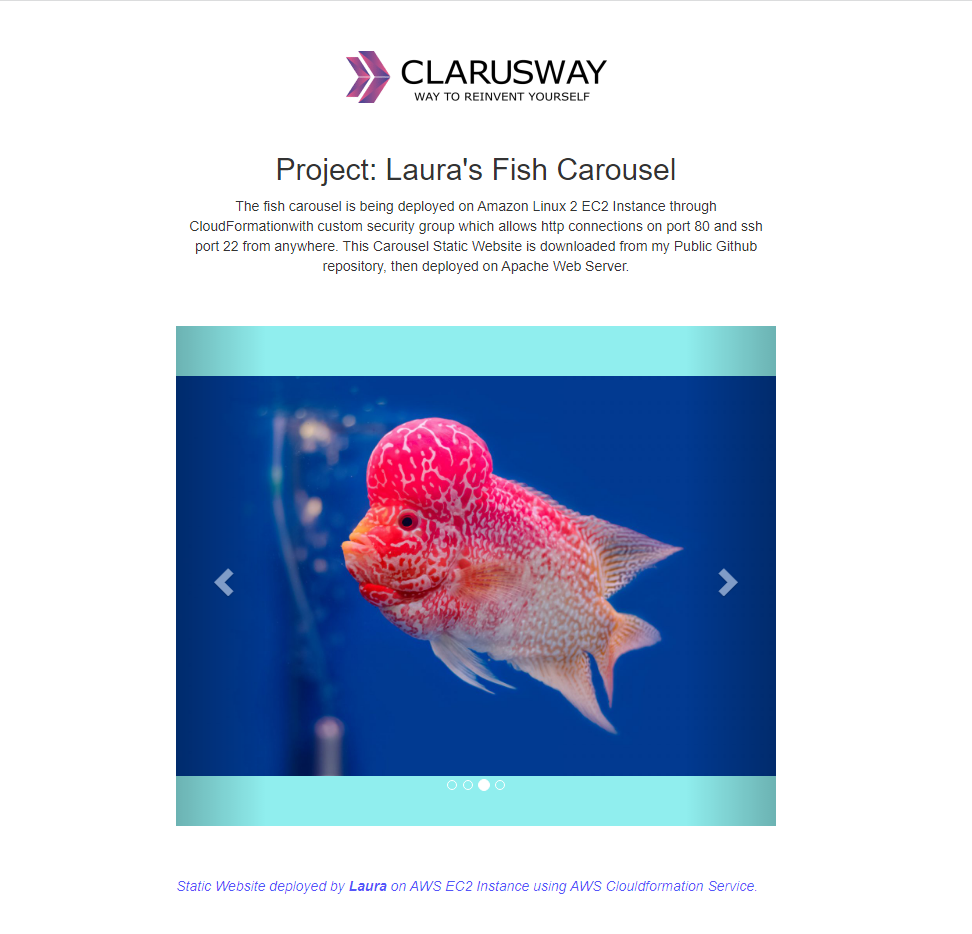 CLARUSWAY
WAY TO REINVENT YOURSELF
Project: Laura's Fish Carousel
The fish carousel is being deployed on Amazon Linux 2 EC2 Instance through
CloudFormationwith custom security group which allows http connections on port 80 and ssh
port 22 from anywhere. This Carousel Static Website is downloaded from my Public Github
repository, then deployed on Apache Web Server.
Static Website deployed by Laura on AWS EC2 Instance using AWS Clouldformation Service.